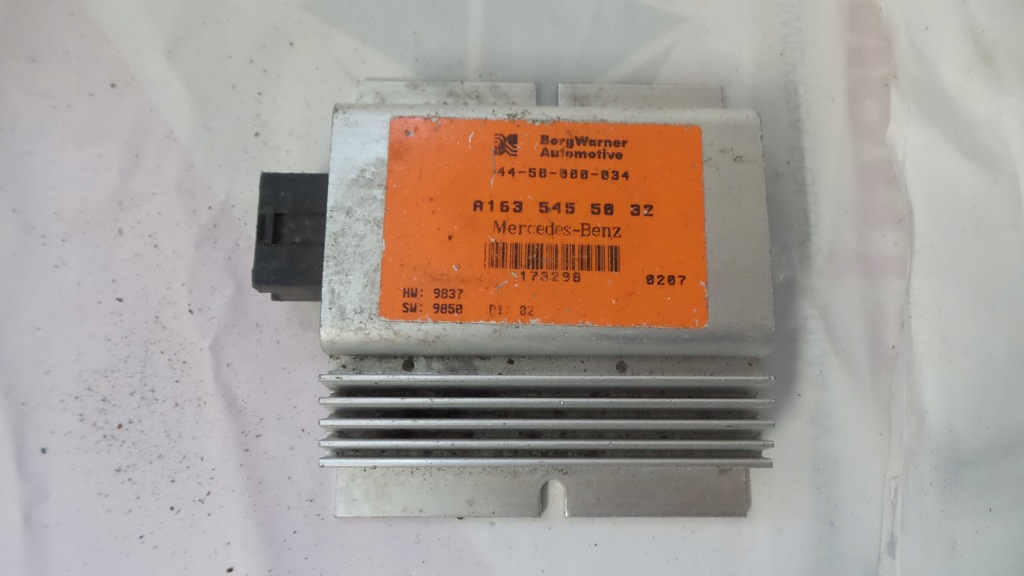 BorgWarner
Automotive
44-50-000-034
A163 545 50 32
Mercedes-Benz
173298
0207
HW: 9837
SW: 9850 DI: 02